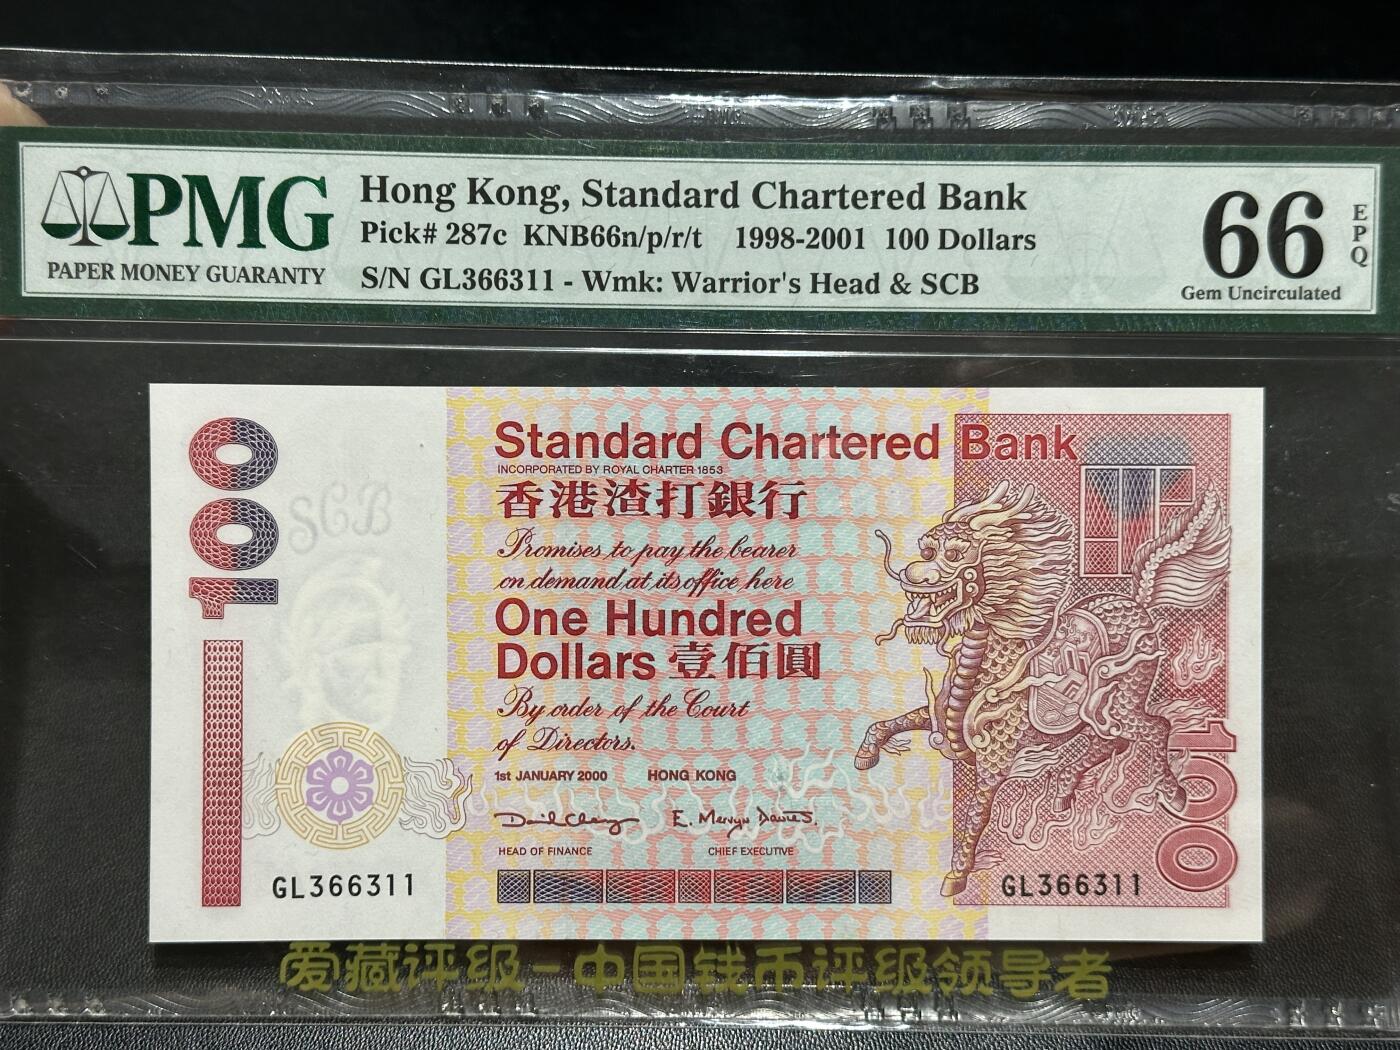 PMG
PAPER MONEY GUARANTY
Hong Kong, Standard Chartered Bank
Pick# 287c KNB66n/p/r/t 1998-2001 100 Dollars
S/N GL366311 - Wmk: Warrior's Head & SCB
66
EPQ
Gem Uncirculated
100
SCB
Standard Chartered Bank
INCORPORATED BY ROYAL CHARTER 1853
香港渣打銀行
Promises to pay the bearer
on demand at its office here
One Hundred
Dollars 壹佰圓
By order of the Court
of Directors.
1st JANUARY 2000 HONG KONG
E. Mervyn Davies.
HEAD OF FINANCE CHIEF EXECUTIVE
GL366311
GL366311
100
爱藏评级-中国钱币评级领导者